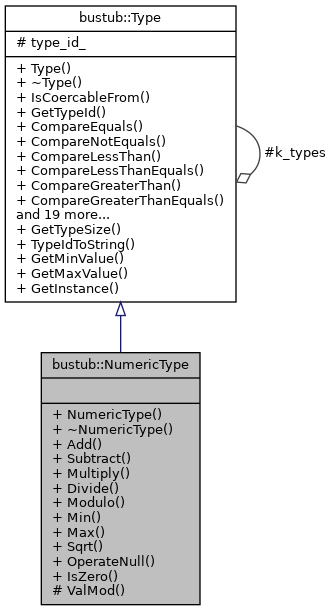 bustub::Type
# type_id_
+ Type()
+ ~Type()
+ IsCoercableFrom()
+ GetTypeId()
+ CompareEquals()
+ CompareNotEquals()
+ CompareLessThan()
+ CompareLessThanEquals()
+ CompareGreaterThan()
+ CompareGreaterThanEquals()
and 19 more...
+ GetTypeSize()
+ TypeIdToString()
+ GetMinValue()
+ GetMaxValue()
+ GetInstance()
#k_types
bustub::NumericType
+ NumericType()
+ ~NumericType()
+ Add()
+ Subtract()
+ Multiply()
+ Divide()
+ Modulo()
+ Min()
+ Max()
+ Sqrt()
+ OperateNull()
+ IsZero()
# ValMod()